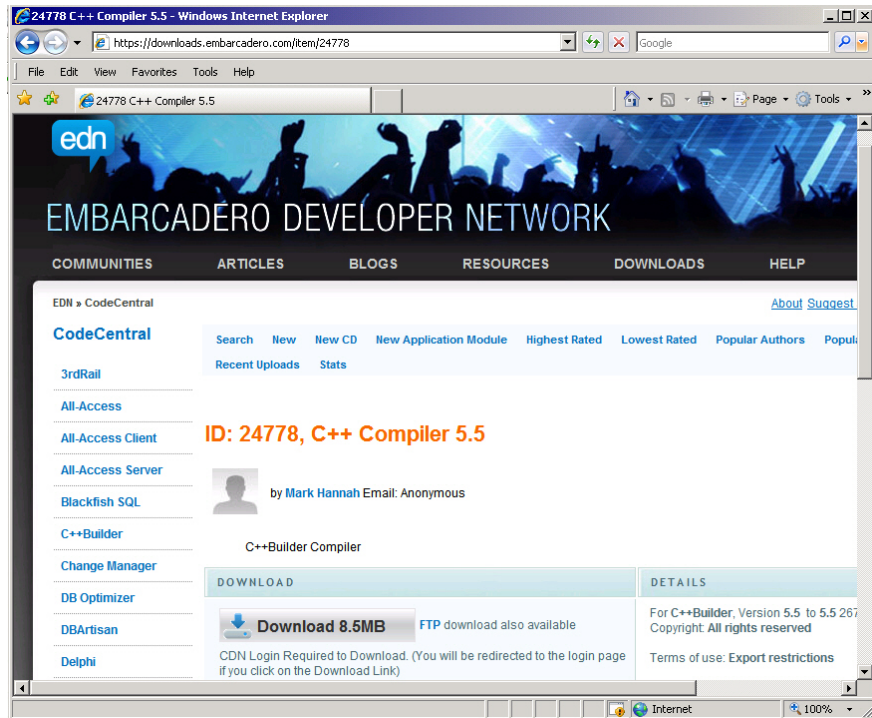 24778 C++ Compiler 5.5 - Windows Internet Explorer
https://downloads.embarcadero.com/item/24778
Google
File Edit View Favorites Tools Help
24778 C++ Compiler 5.5
Page Tools »
edn
EMBARCADERO DEVELOPER NETWORK
COMMUNITIES ARTICLES BLOGS RESOURCES DOWNLOADS HELP
EDN » CodeCentral
About Suggest
CodeCentral
Search New New CD New Application Module Highest Rated Lowest Rated Popular Authors Popula
Recent Uploads Stats
3rdRail
All-Access
All-Access Client
All-Access Server
Blackfish SQL
C++Builder
Change Manager
DB Optimizer
DBArtisan
Delphi
ID: 24778, C++ Compiler 5.5
by Mark Hannah Email: Anonymous
C++Builder Compiler
DOWNLOAD
Download 8.5MB FTP download also available
CDN Login Required to Download. (You will be redirected to the login page
if you click on the Download Link)
DETAILS
For C++Builder, Version 5.5 to 5.5 267
Copyright: All rights reserved
Terms of use: Export restrictions
Internet
100%